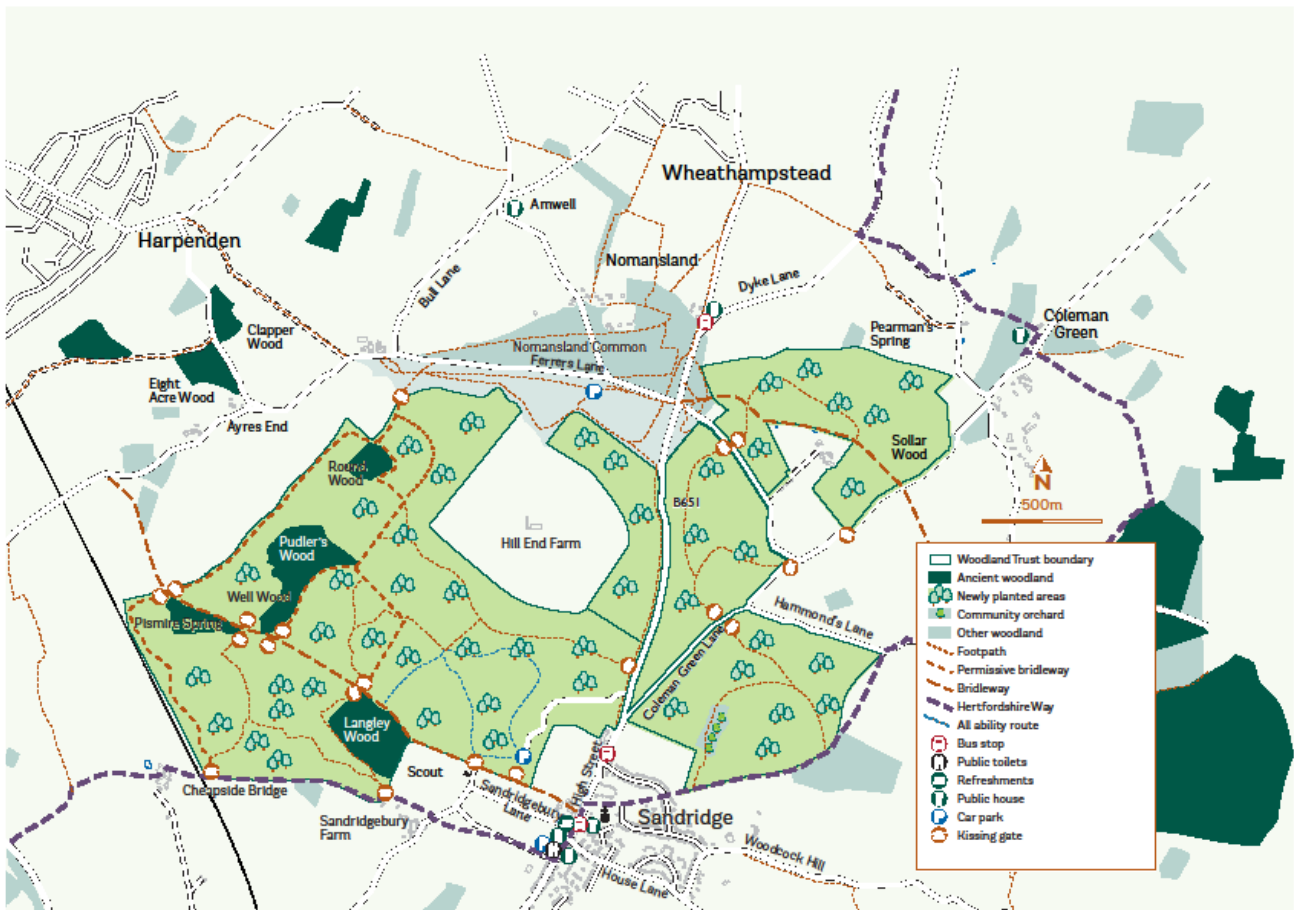 Wheathampstead
Amwell
Harpenden
Nomansland
Bull Lane
Dyke Lane
Coleman
Green
Pearman's
Spring
Clapper
Wood
Nomansland Common
Ferrers Lane
P
Eight
Acre Wood
Ayres End
Sollar
Wood
Round
Wood
N
500m
B651
Hill End Farm
Pudler's
Wood
Well Wood
Pismire Spring
Hammond's Lane
Coleman Green Lane
Langley
Wood
P
Scout
High Street
Cheapside Bridge
Sandridgebury
Lane
Sandridgebury
Farm
Sandridge
P
Woodcock Hill
House Lane
Woodland Trust boundary
Ancient woodland
Newly planted areas
Community orchard
Other woodland
Footpath
Permissive bridleway
Bridleway
Hertfordshire Way
All ability route
Bus stop
Public toilets
Refreshments
Public house
P Car park
Kissing gate